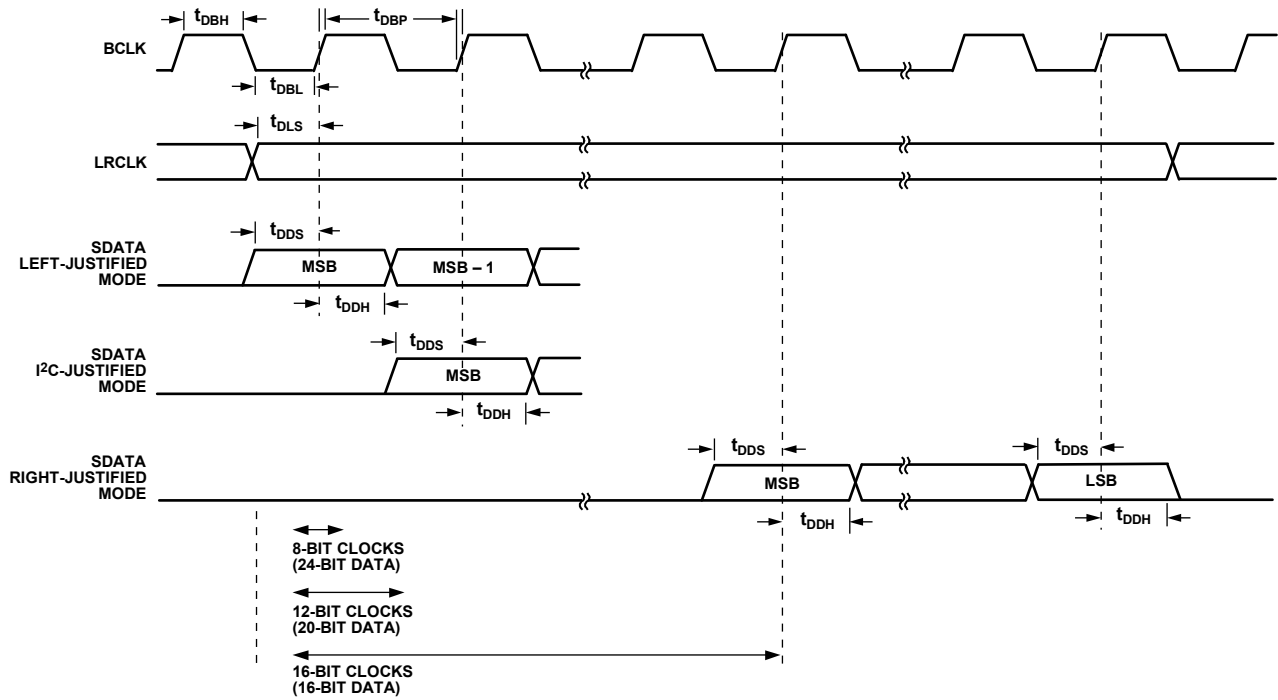 tDBH
tDBP
BCLK
tDBL
tDLS
LRCLK
tDDS
SDATA
LEFT-JUSTIFIED
MODE
MSB
MSB – 1
tDDH
tDDS
SDATA
I²C-JUSTIFIED
MODE
MSB
tDDH
tDDS
tDDS
SDATA
RIGHT-JUSTIFIED
MODE
MSB
LSB
tDDH
tDDH
8-BIT CLOCKS
(24-BIT DATA)
12-BIT CLOCKS
(20-BIT DATA)
16-BIT CLOCKS
(16-BIT DATA)